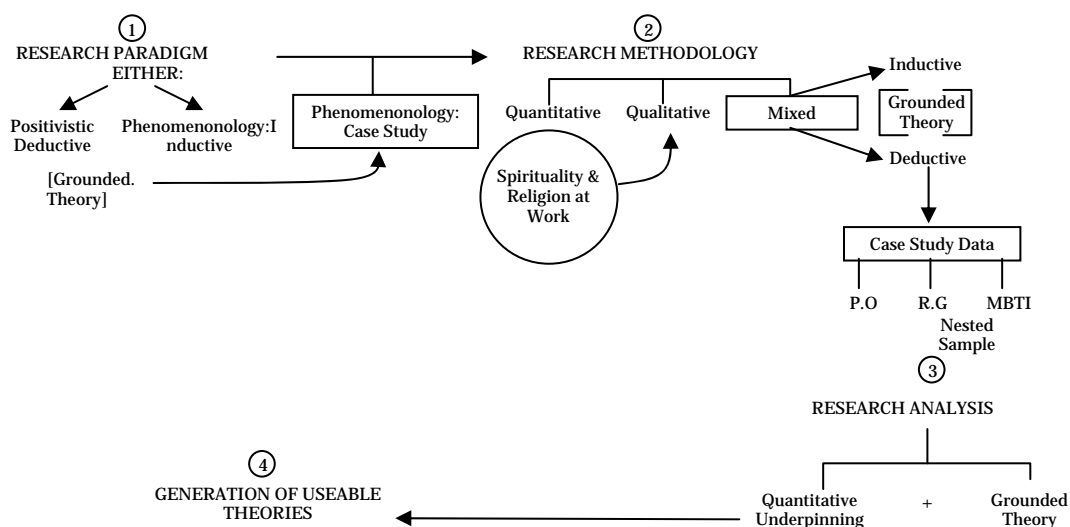 1
RESEARCH PARADIGM
EITHER:
Positivistic
Deductive
Phenomenonology:I
nductive
[Grounded.
Theory]
Phenomenonology:
Case Study
2
RESEARCH METHODOLOGY
Quantitative
Qualitative
Mixed
Spirituality &
Religion at
Work
Inductive
Grounded
Theory
Deductive
Case Study Data
P.O
R.G
MBTI
Nested
Sample
3
RESEARCH ANALYSIS
Quantitative
Underpinning
+
Grounded
Theory
4
GENERATION OF USEABLE
THEORIES